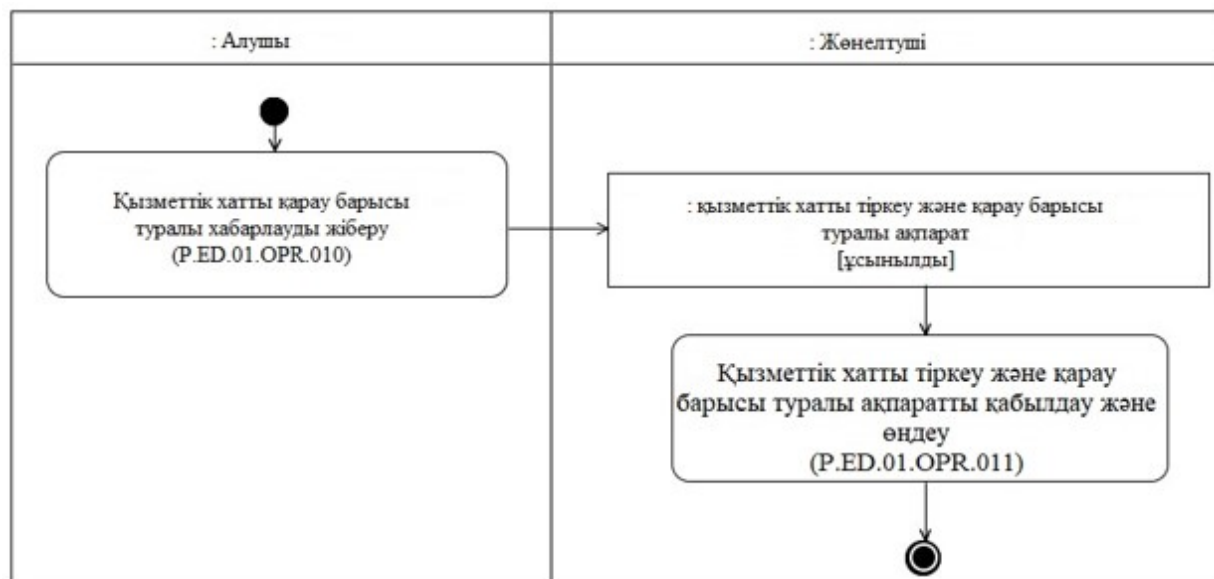 : Алушы
: Жөнелтуші
Қызметтік хатты қарау барысы
туралы хабарлауды жіберу
(P.ED.01.OPR.010)
: қызметтік хатты тіркеу және қарау барысы
туралы ақпарат
[ұсынылды]
Қызметтік хатты тіркеу және қарау
барысы туралы ақпаратты қабылдау және
өңдеу
(P.ED.01.OPR.011)